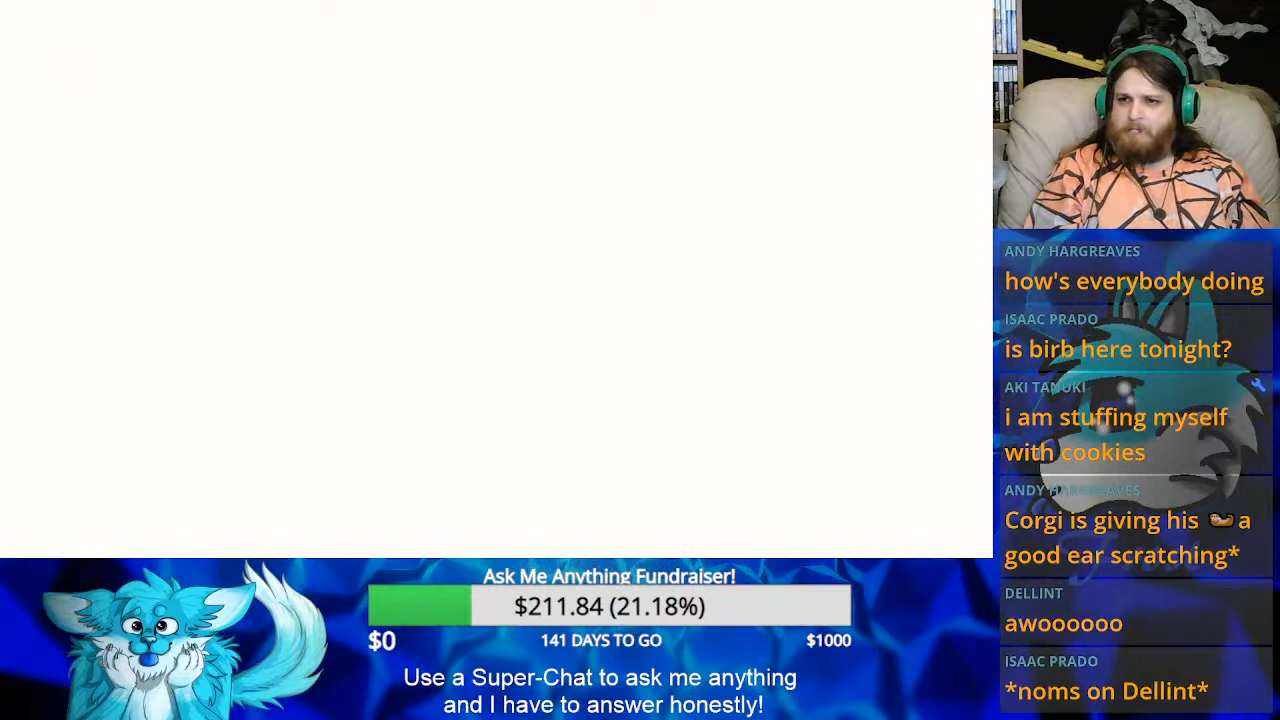 ANDY HARGREAVES
how's everybody doing
ISAAC PRADO
is birb here tonight?
AKI TANUKI
i am stuffing myself
with cookies
ANDY HARGREAVES
Corgi is giving his a
good ear scratching*
DELLINT
awoooooo
ISAAC PRADO
*noms on Dellint*
Ask Me Anything Fundraiser!
$211.84 (21.18%)
$0
141 DAYS TO GO
$1000
Use a Super-Chat to ask me anything
and I have to answer honestly!